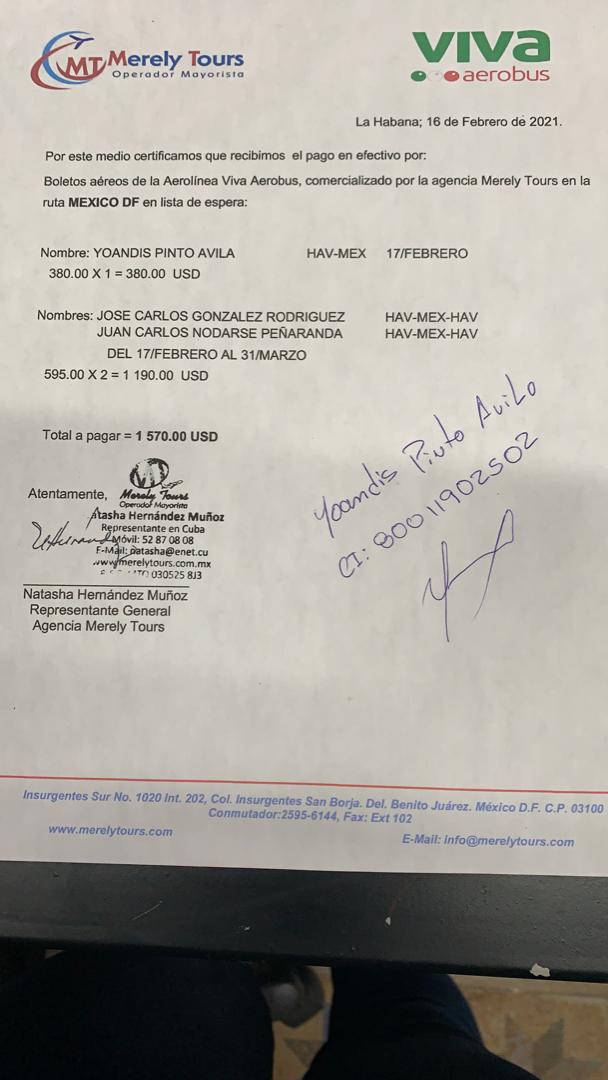 MT Merely Tours
Operador Mayorista
viva
aerobus
La Habana; 16 de Febrero de 2021.
Por este medio certificamos que recibimos el pago en efectivo por:
Boletos aéreos de la Aerolínea Viva Aerobus, comercializado por la agencia Merely Tours en la
ruta MEXICO DF en lista de espera:
Nombre: YOANDIS PINTO AVILA HAV-MEX 17/FEBRERO
380.00 X 1 = 380.00 USD
Nombres: JOSE CARLOS GONZALEZ RODRIGUEZ HAV-MEX-HAV
JUAN CARLOS NODARSE PEÑARANDA HAV-MEX-HAV
DEL 17/FEBRERO AL 31/MARZO
595.00 X 2 = 1 190.00 USD
Total a pagar = 1 570.00 USD
Yoandis Pinto Avila
CI: 80011902502
Atentamente,
MT
Merely Tours
Operador Mayorista
atasha Hernández Muñoz
Representante en Cuba
Móvil: 52 87 08 08
E-Mail: natasha@enet.cu
www.merelytours.com.mx
030525 8J3
Natasha Hernández Muñoz
Representante General
Agencia Merely Tours
Insurgentes Sur No. 1020 Int. 202, Col. Insurgentes San Borja. Del. Benito Juárez. México D.F. C.P. 03100
Conmutador:2595-6144, Fax: Ext 102
www.merelytours.com
E-Mail: info@merelytours.com